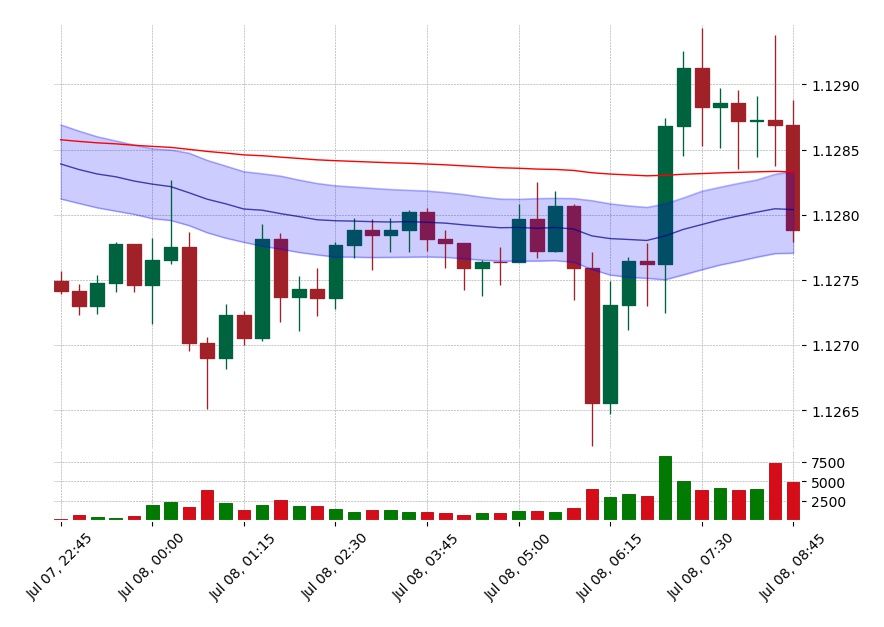 1.1290
1.1285
1.1280
1.1275
1.1270
1.1265
7500
5000
2500
Jul 07, 22:45
Jul 08, 00:00
Jul 08, 01:15
Jul 08, 02:30
Jul 08, 03:45
Jul 08, 05:00
Jul 08, 06:15
Jul 08, 07:30
Jul 08, 08:45